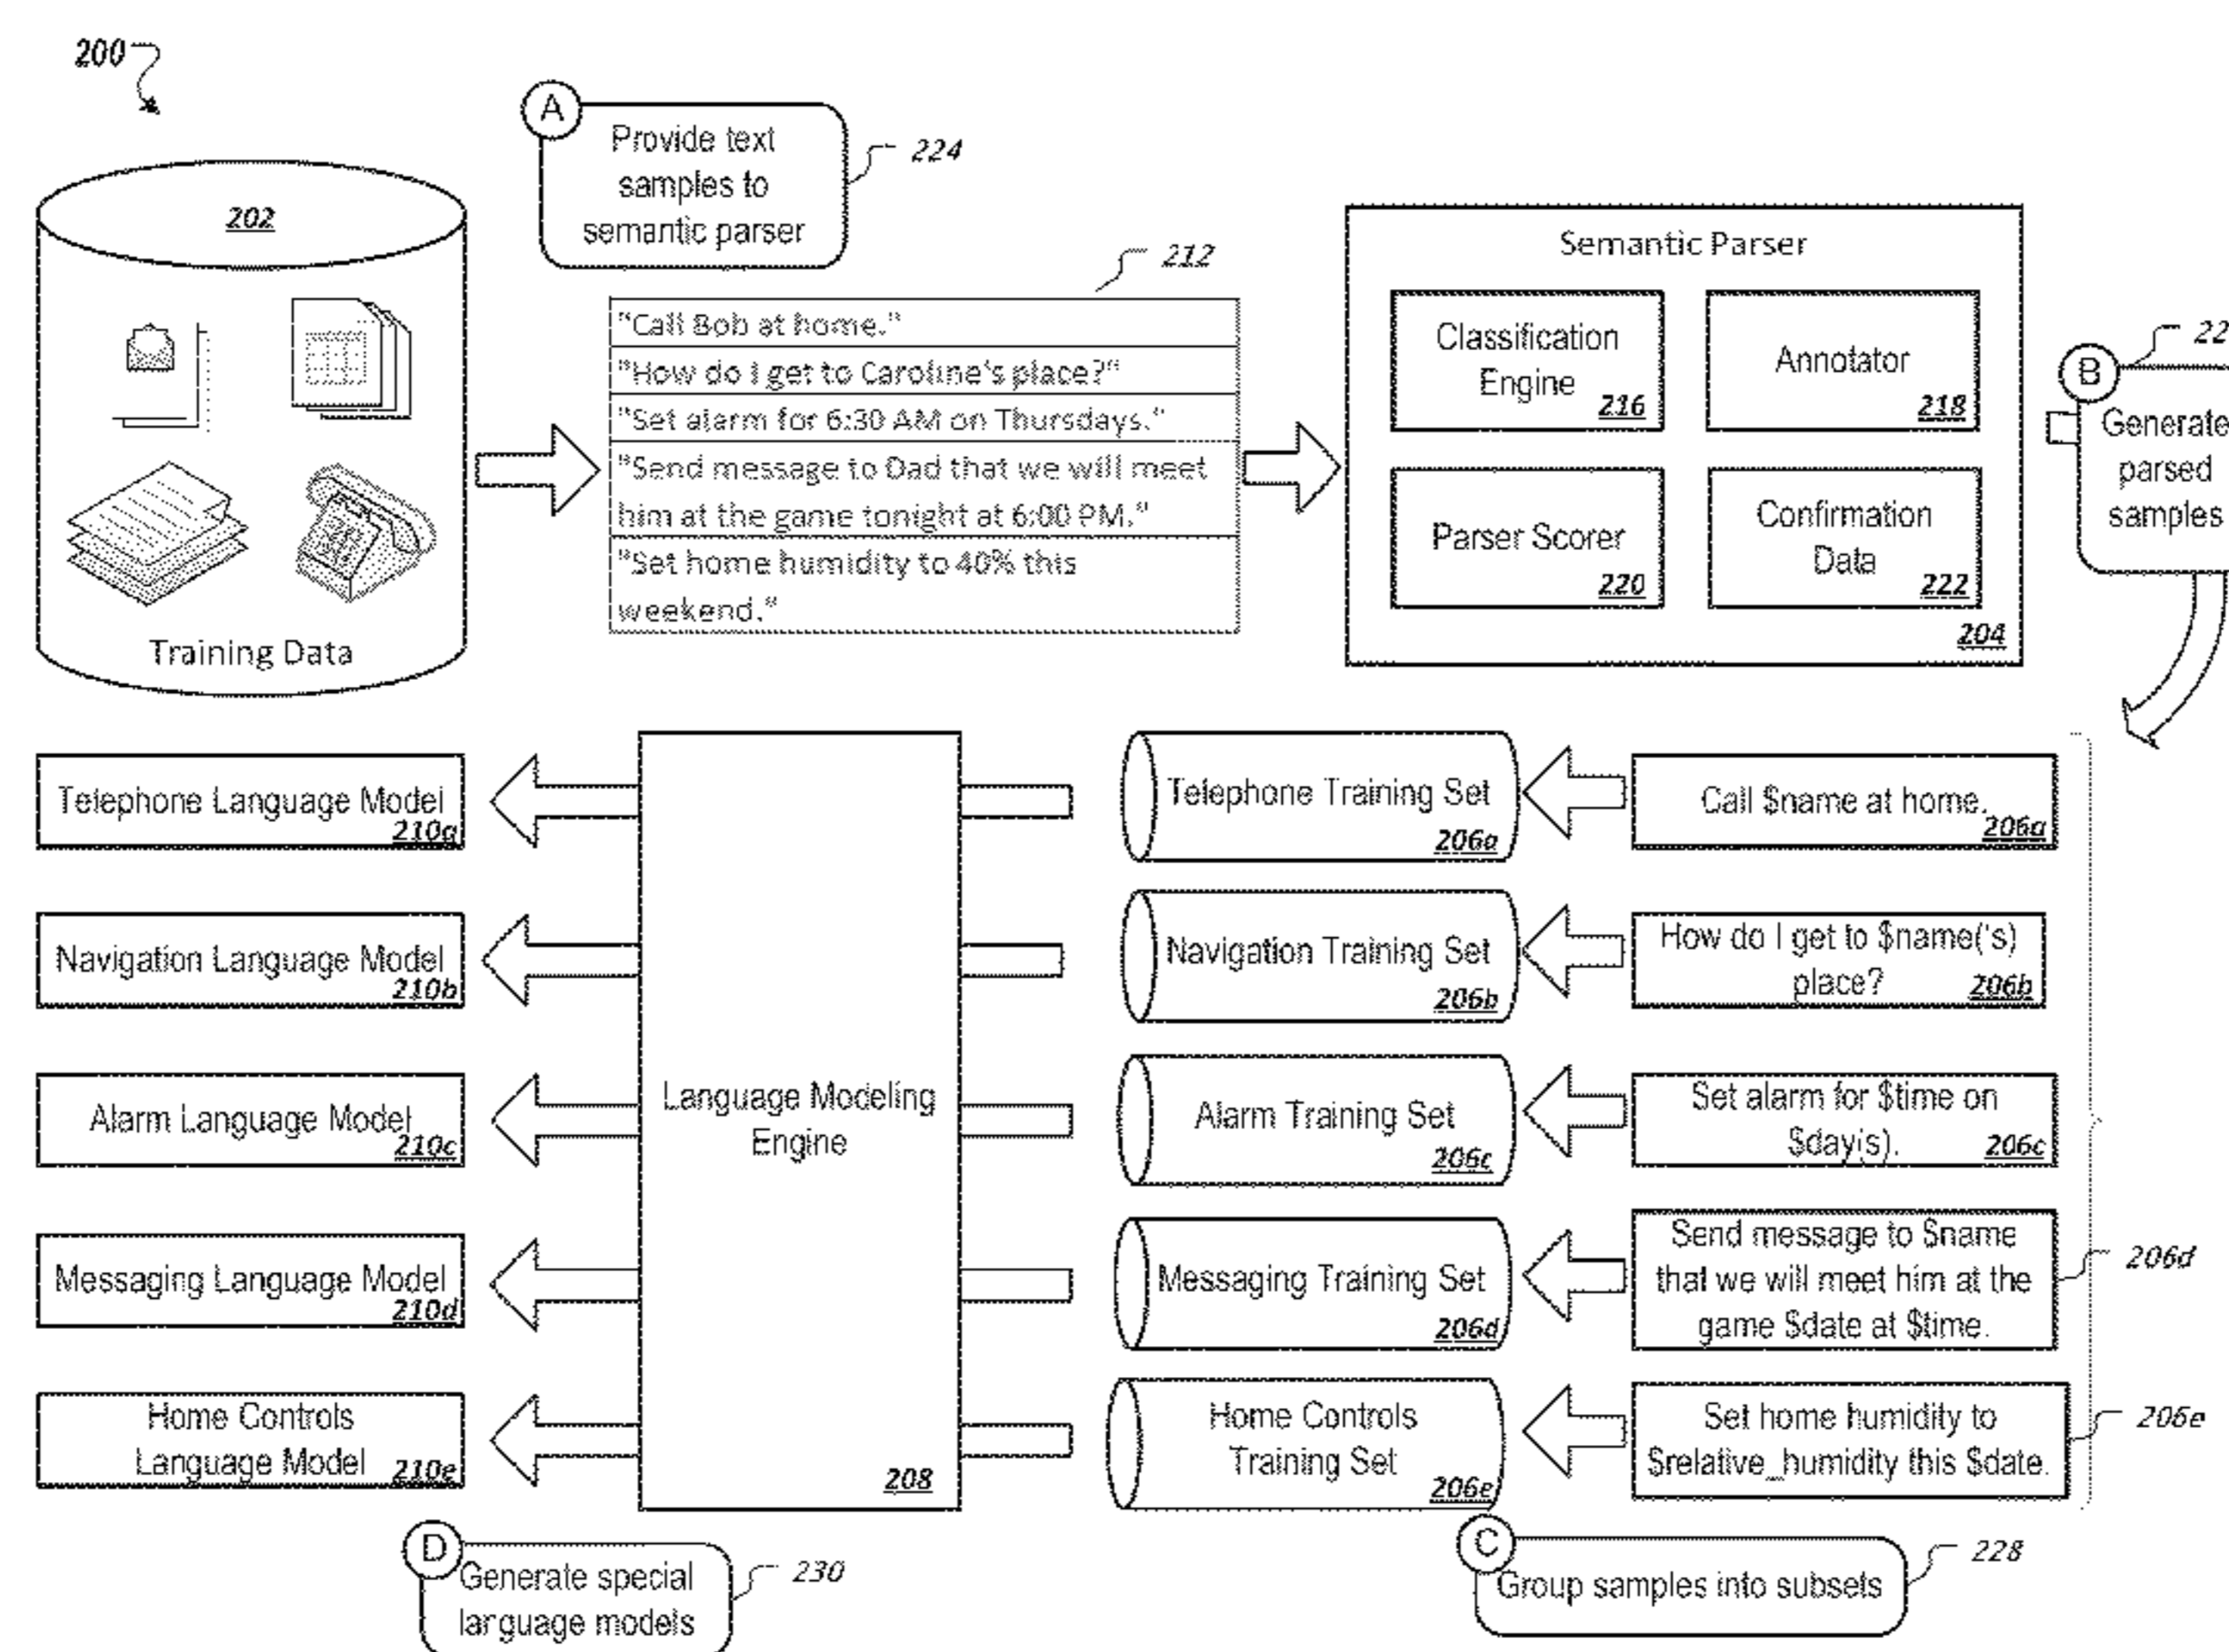 200
A
Provide text
samples to
semantic parser
224
202
Training Data
212
"Call Bob at home."
"How do I get to Caroline's place?"
"Set alarm for 6:30 AM on Thursdays."
"Send message to Dad that we will meet
him at the game tonight at 6:00 PM."
"Set home humidity to 40% this
weekend."
Semantic Parser
Classification
Engine
216
Annotator
218
Parser Scorer
220
Confirmation
Data
222
204
B
22
Generate
parsed
samples
Telephone Language Model
210a
Navigation Language Model
210b
Alarm Language Model
210c
Messaging Language Model
210d
Home Controls
Language Model
210e
Language Modeling
Engine
208
Telephone Training Set
206a
Navigation Training Set
206b
Alarm Training Set
206c
Messaging Training Set
206d
Home Controls
Training Set
206e
Call $name at home.
206a
How do I get to $name('s)
place?
206b
Set alarm for $time on
$day(s).
206c
Send message to $name
that we will meet him at the
game $date at $time.
206d
Set home humidity to
$relative_humidity this $date.
206e
D
Generate special
language models
230
C
Group samples into subsets
228